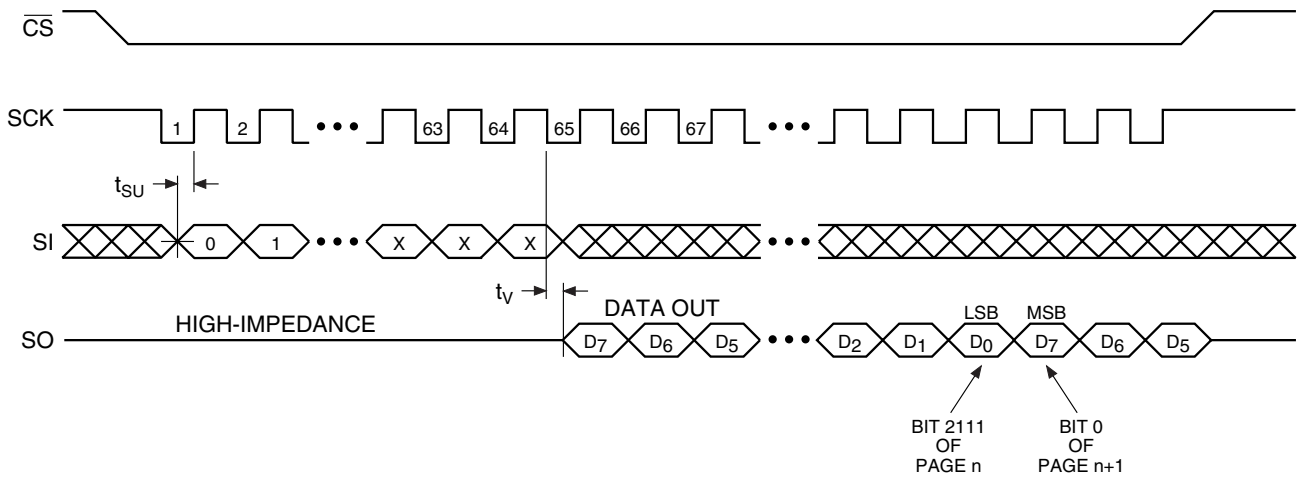 CS
SCK 1 2 ••• 63 64 65 66 67 •••
tSU
SI 0 1 ••• X X X •••
tV
HIGH-IMPEDANCE DATA OUT LSB MSB
SO D7 D6 D5 ••• D2 D1 D0 D7 D6 D5
BIT 2111
OF
PAGE n
BIT 0
OF
PAGE n+1